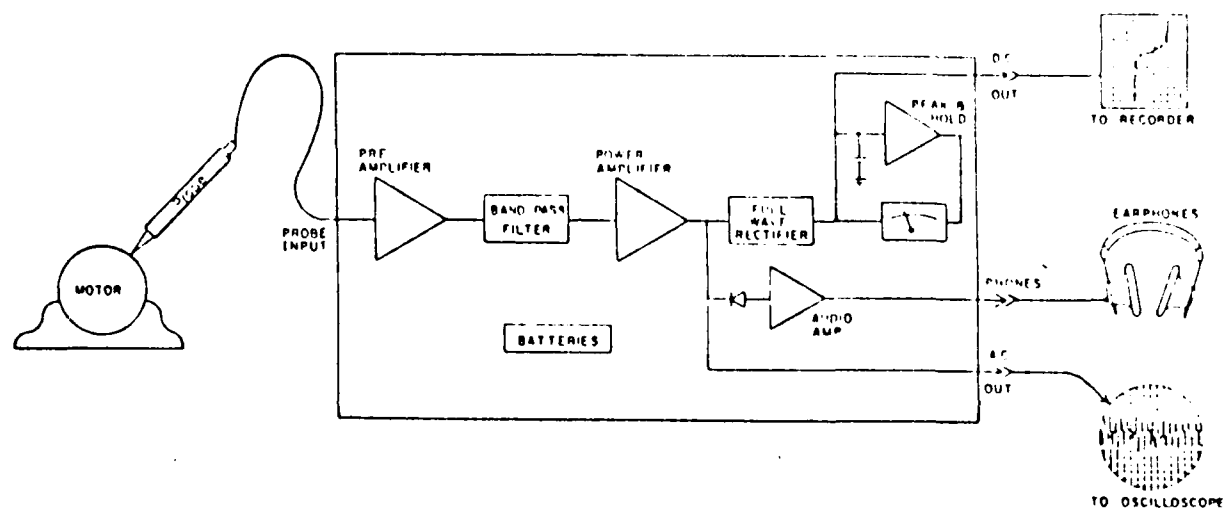 D.C.
OUT
TO RECORDER
PEAK &
HOLD
PRE
AMPLIFIER
POWER
AMPLIFIER
BAND PASS
FILTER
FULL
WAVE
RECTIFIER
PROBE
INPUT
EARPHONES
MOTOR
PHONES
AUDIO
AMP
BATTERIES
A.C.
OUT
TO OSCILLOSCOPE